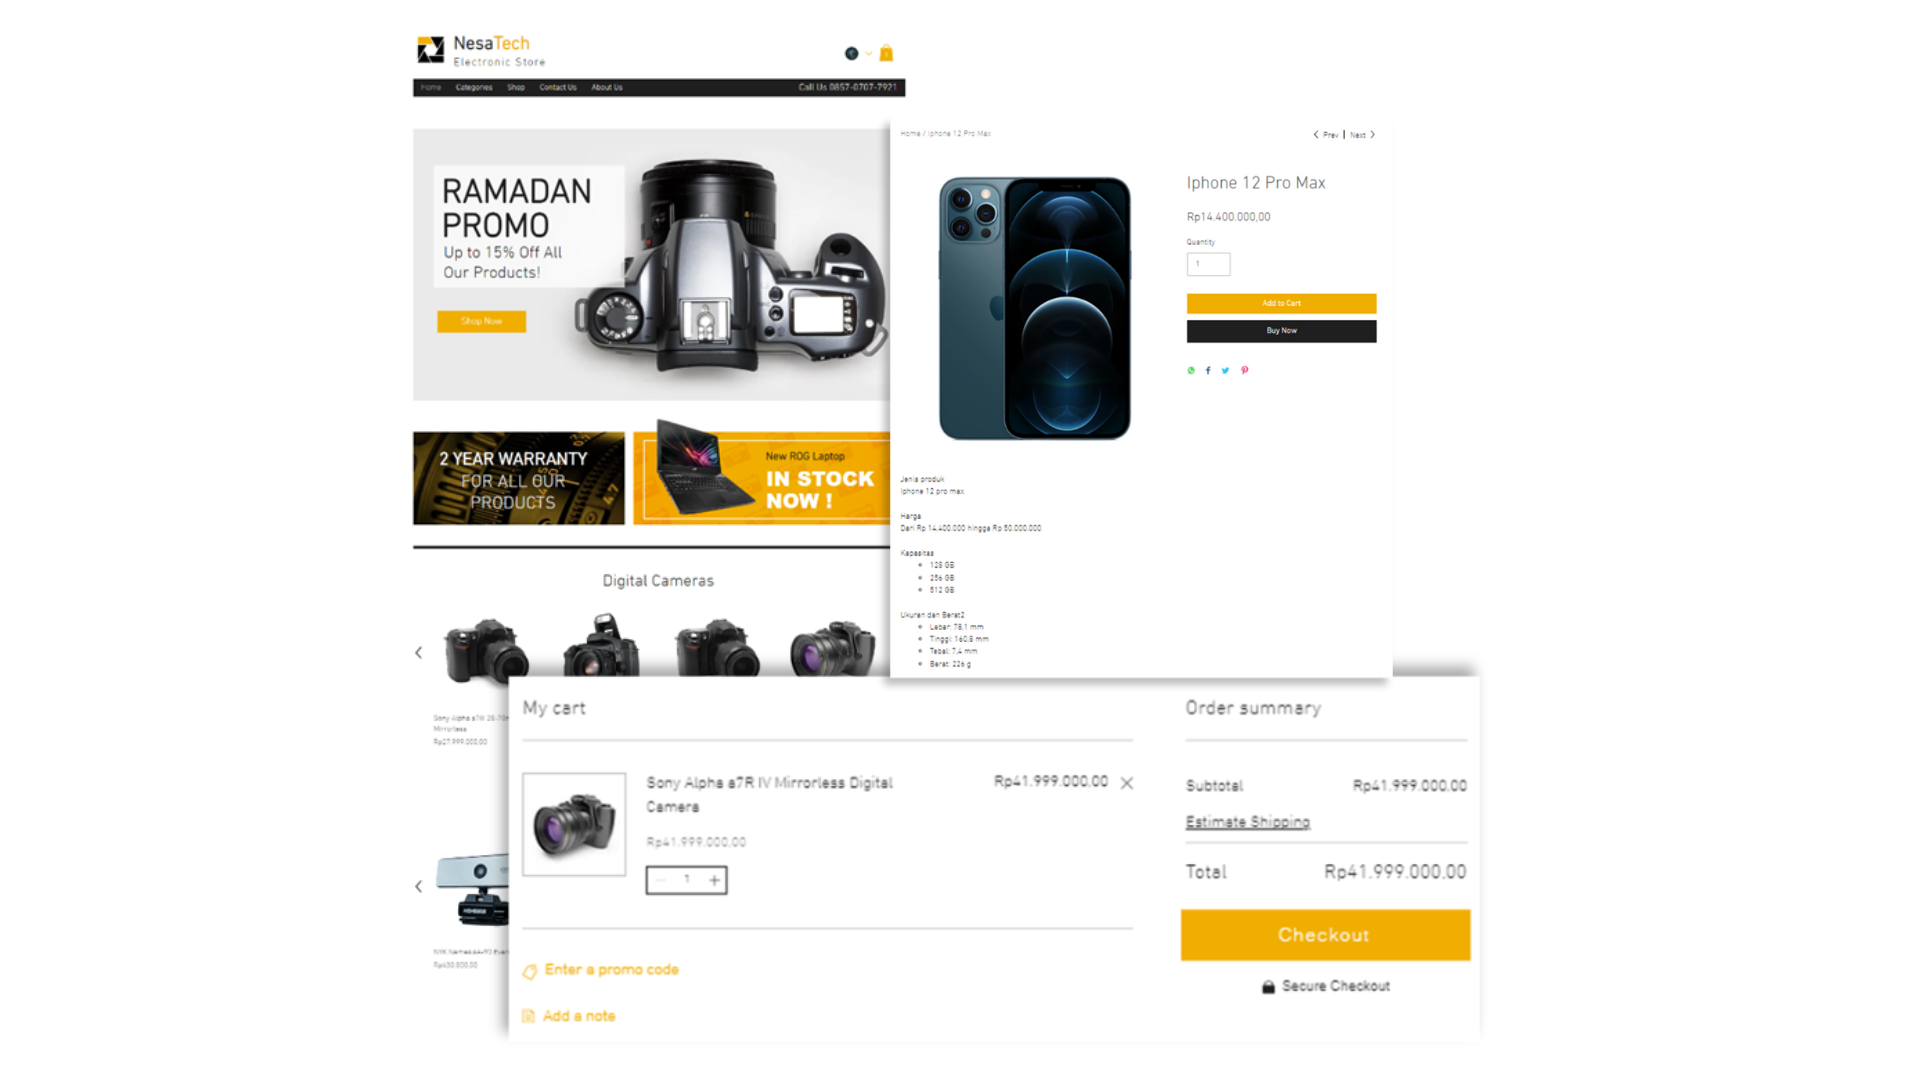 NesaTech
Electronic Store
Home Categories Shop Contact Us About Us
Call Us 0857-0707-7921
RAMADAN
PROMO
Up to 15% Off All
Our Products!
Shop Now
2 YEAR WARRANTY
FOR ALL OUR
PRODUCTS
New ROG Laptop
IN STOCK
NOW !
Digital Cameras
Sony Alpha a7III 28-70m
Mirrorless
Rp27.999.000,00
Rp430.000,00
Home / Iphone 12 Pro Max
Prev | Next
Iphone 12 Pro Max
Rp14.400.000,00
Quantity
1
Add to Cart
Buy Now
Jenis produk
Iphone 12 pro max
Harga
Dari Rp 14.400.000 hingga Rp 50.000.000
Kapasitas
128 GB
256 GB
512 GB
Ukuran dan Berat2
Lebar: 78,1 mm
Tinggi: 160,8 mm
Tebal: 7,4 mm
Berat: 226 g
My cart
Sony Alpha a7R IV Mirrorless Digital
Camera
Rp41.999.000,00
Rp41.999.000,00
1
Enter a promo code
Add a note
Order summary
Subtotal Rp41.999.000,00
Estimate Shipping
Total Rp41.999.000,00
Checkout
Secure Checkout